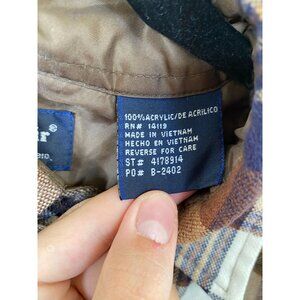 100% ACRYLIC/DE ACRILICO
RN# 14119
MADE IN VIETNAM
HECHO EN VIETNAM
REVERSE FOR CARE
ST# 4178914
PO# B-2402